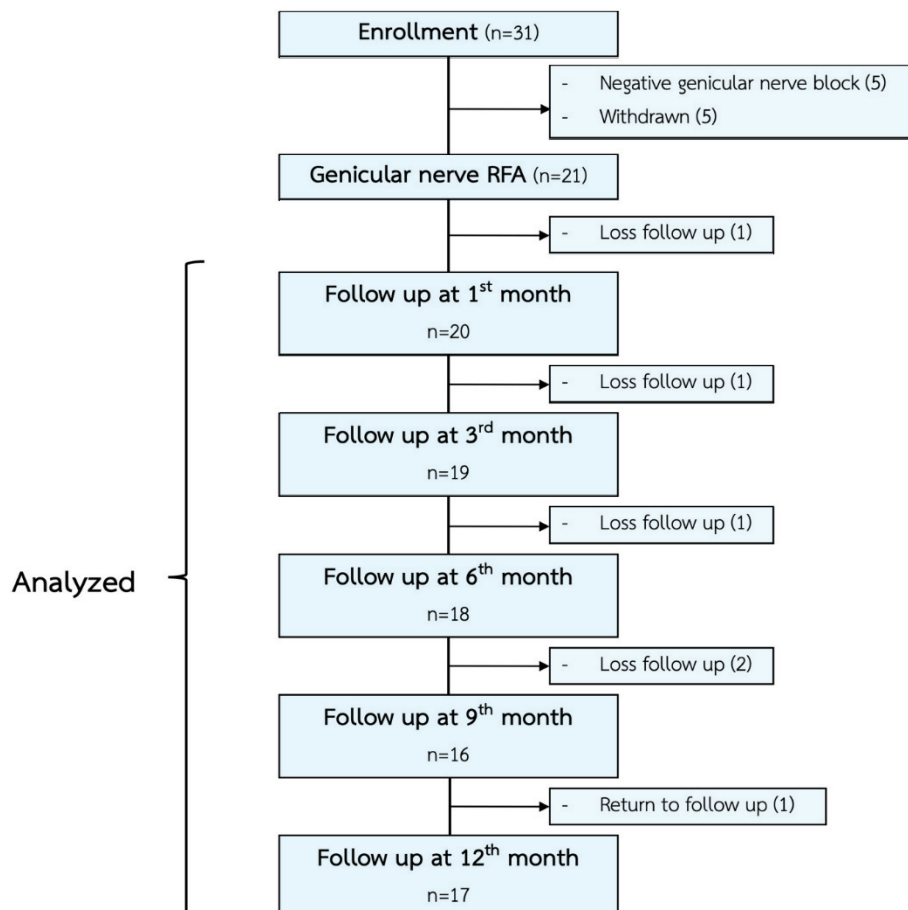 Enrollment (n=31)
- Negative genicular nerve block (5)
- Withdrawn (5)
Genicular nerve RFA (n=21)
- Loss follow up (1)
Follow up at 1st month
n=20
- Loss follow up (1)
Follow up at 3rd month
n=19
- Loss follow up (1)
Analyzed
Follow up at 6th month
n=18
- Loss follow up (2)
Follow up at 9th month
n=16
- Return to follow up (1)
Follow up at 12th month
n=17